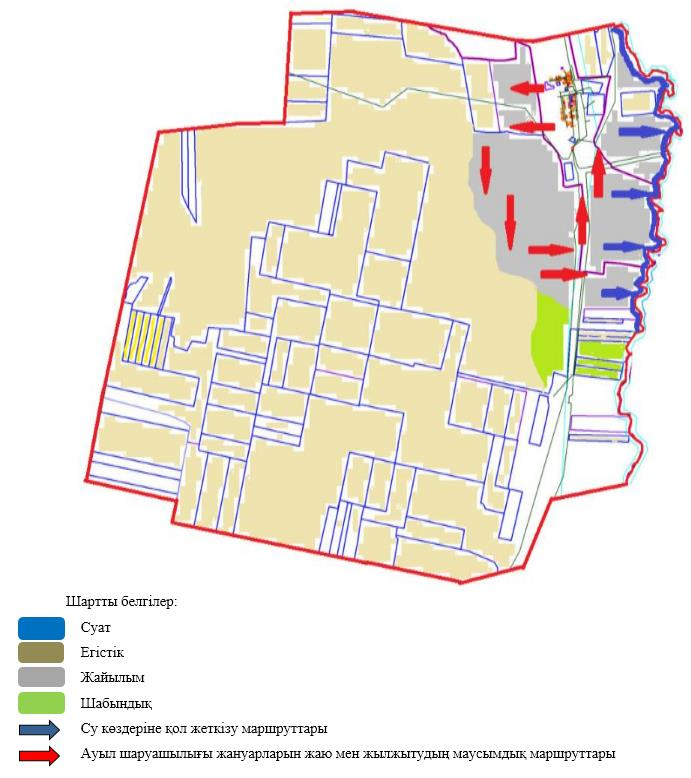 Шартты белгілер:
Суат
Егістік
Жайылым
Шабындық
Су көздеріне қол жеткізу маршруттары
Ауыл шаруашылығы жануарларын жаю мен жылжытудың маусымдық маршруттары